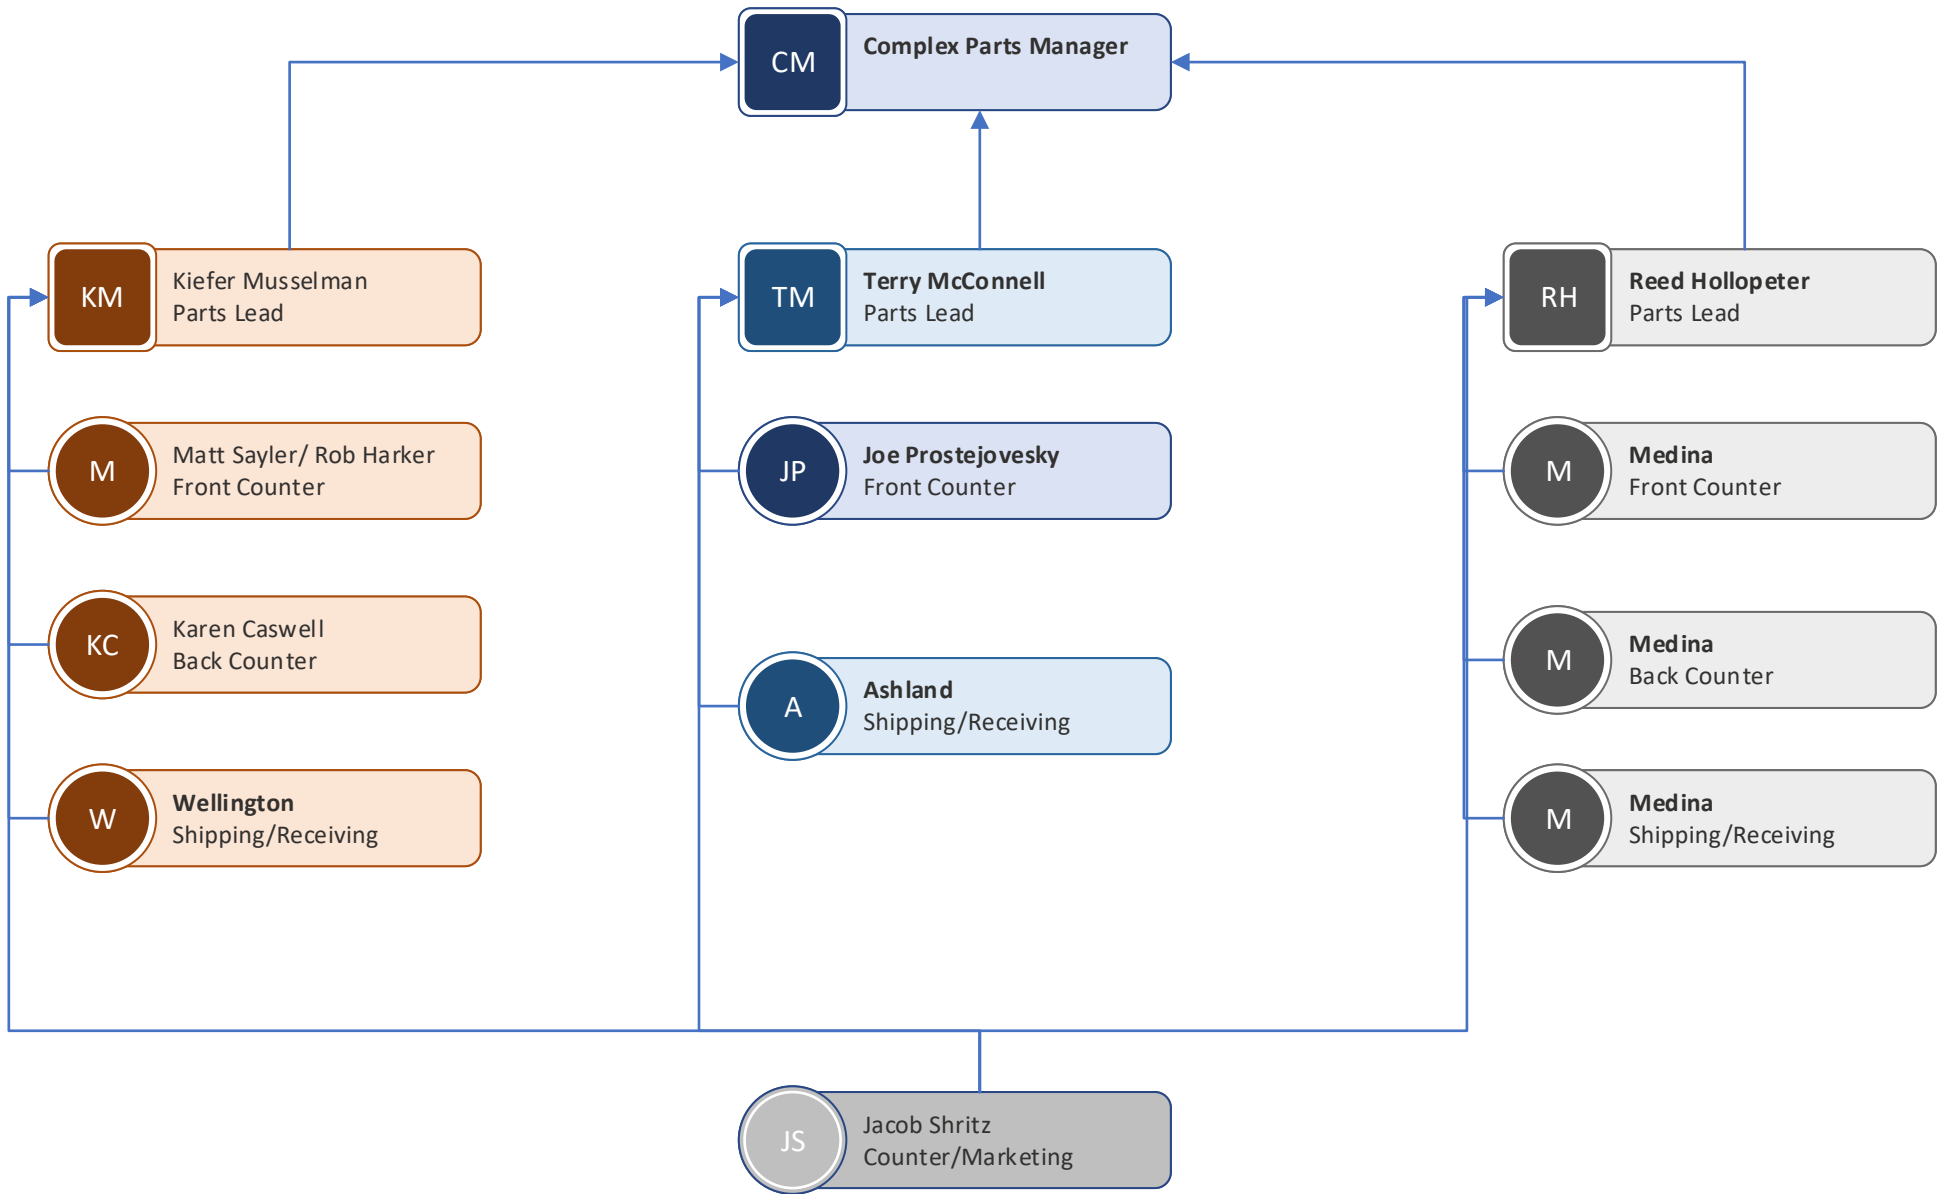 CM
Complex Parts Manager
KM
Kiefer Musselman
Parts Lead
TM
Terry McConnell
Parts Lead
RH
Reed Hollopeter
Parts Lead
M
Matt Sayler/ Rob Harker
Front Counter
JP
Joe Prostejovesky
Front Counter
M
Medina
Front Counter
KC
Karen Caswell
Back Counter
A
Ashland
Shipping/Receiving
M
Medina
Back Counter
W
Wellington
Shipping/Receiving
M
Medina
Shipping/Receiving
JS
Jacob Shritz
Counter/Marketing